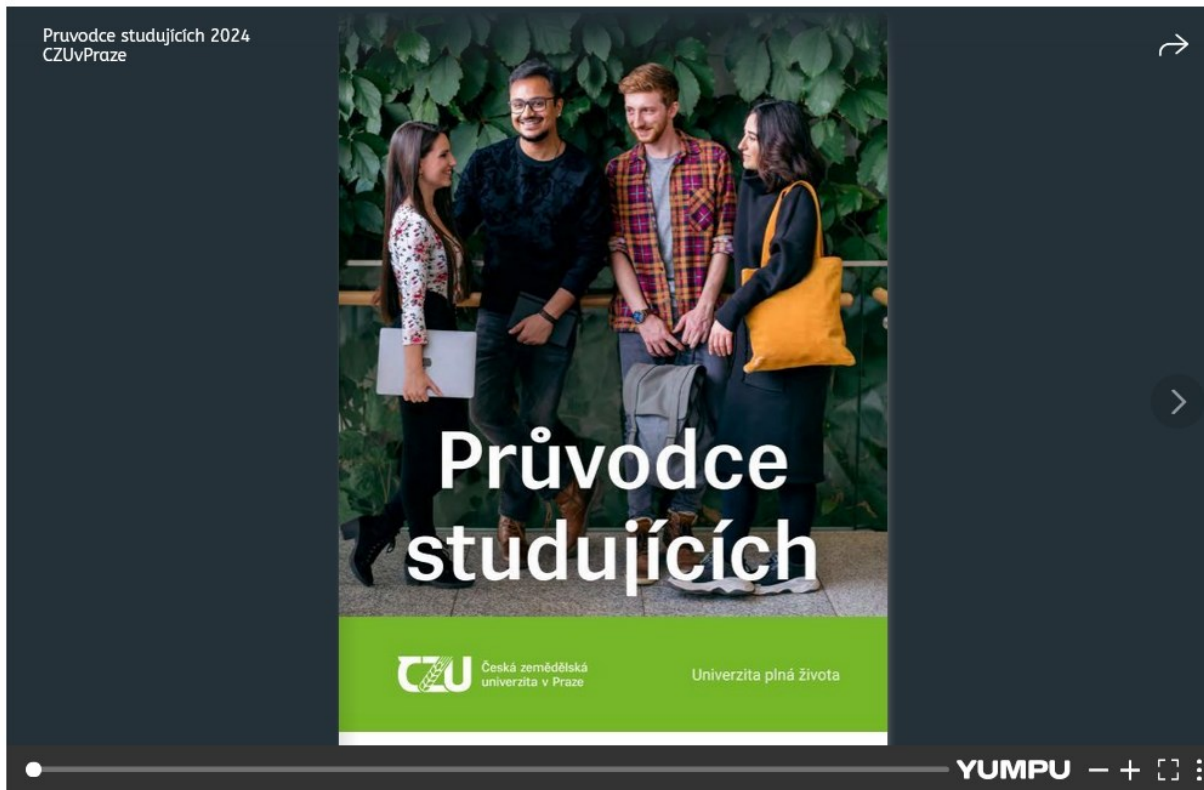 Pruvodce studujících 2024
CZUvPraze
Průvodce
studujících
CZU
Česká zemědělská
univerzita v Praze
Univerzita plná života
YUMPU